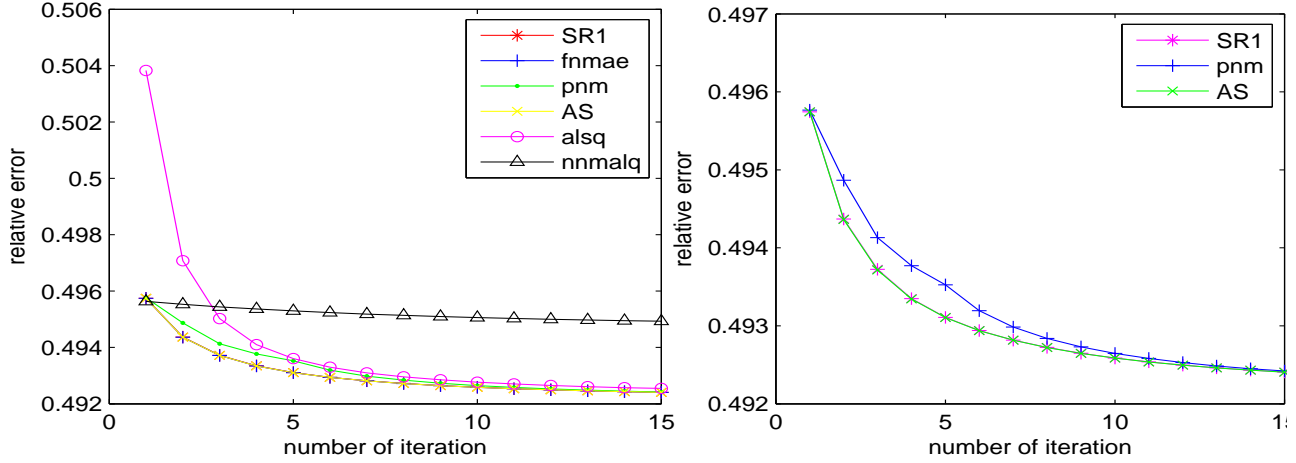 0.506
0.504
0.502
0.5
0.498
0.496
0.494
0.492
0
5
10
15
relative error
number of iteration
SR1
fnmae
pnm
AS
alsq
nnmalq
0.497
0.496
0.495
0.494
0.493
0.492
0
5
10
15
relative error
number of iteration
SR1
pnm
AS